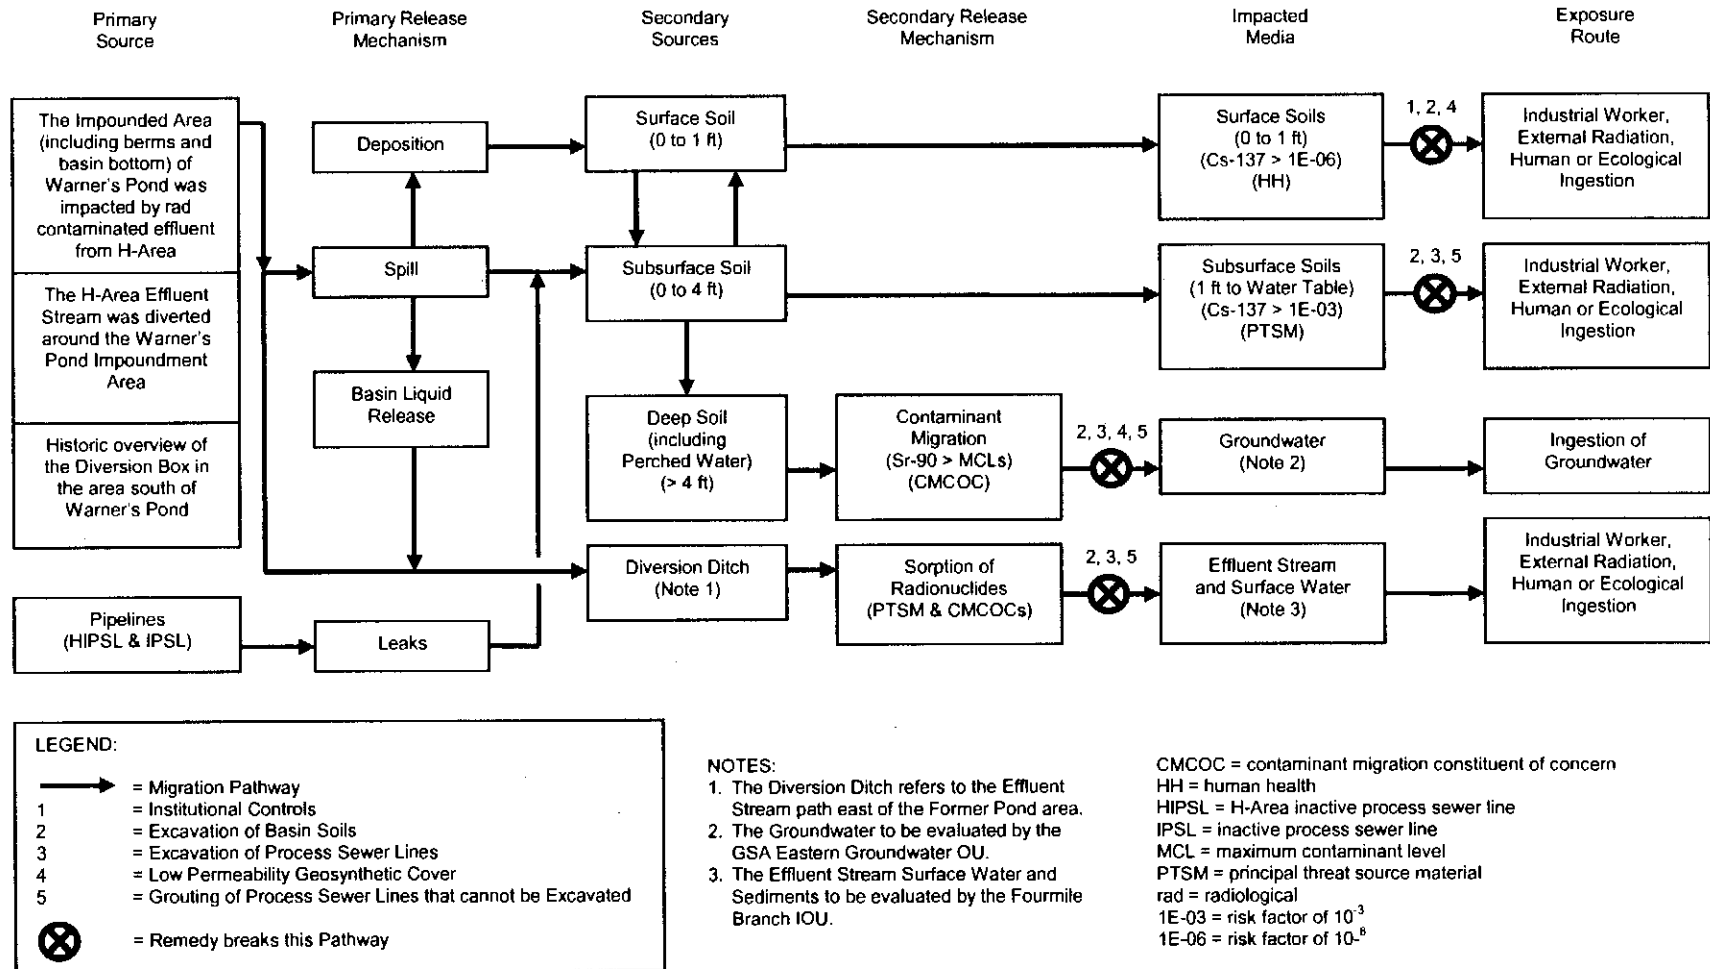 Primary
Source
Primary Release
Mechanism
Secondary
Sources
Secondary Release
Mechanism
Impacted
Media
Exposure
Route
The Impounded Area
(including berms and
basin bottom) of
Warner's Pond was
impacted by rad
contaminated effluent
from H-Area
The H-Area Effluent
Stream was diverted
around the Warner's
Pond Impoundment
Area
Historic overview of
the Diversion Box in
the area south of
Warner's Pond
Pipelines
(HIPSL & IPSL)
Deposition
Spill
Basin Liquid
Release
Leaks
Surface Soil
(0 to 1 ft)
Subsurface Soil
(0 to 4 ft)
Deep Soil
(including
Perched Water)
(> 4 ft)
Diversion Ditch
(Note 1)
Contaminant
Migration
(Sr-90 > MCLs)
(CMCOC)
Sorption of
Radionuclides
(PTSM & CMCOCs)
2, 3, 4, 5
2, 3, 5
Surface Soils
(0 to 1 ft)
(Cs-137 > 1E-06)
(HH)
Subsurface Soils
(1 ft to Water Table)
(Cs-137 > 1E-03)
(PTSM)
Groundwater
(Note 2)
Effluent Stream
and Surface Water
(Note 3)
1, 2, 4
2, 3, 5
Industrial Worker,
External Radiation,
Human or Ecological
Ingestion
Industrial Worker,
External Radiation,
Human or Ecological
Ingestion
Ingestion of
Groundwater
Industrial Worker,
External Radiation,
Human or Ecological
Ingestion
LEGEND:
= Migration Pathway
1 = Institutional Controls
2 = Excavation of Basin Soils
3 = Excavation of Process Sewer Lines
4 = Low Permeability Geosynthetic Cover
5 = Grouting of Process Sewer Lines that cannot be Excavated
= Remedy breaks this Pathway
NOTES:
1. The Diversion Ditch refers to the Effluent
Stream path east of the Former Pond area.
2. The Groundwater to be evaluated by the
GSA Eastern Groundwater OU.
3. The Effluent Stream Surface Water and
Sediments to be evaluated by the Fourmile
Branch IOU.
CMCOC = contaminant migration constituent of concern
HH = human health
HIPSL = H-Area inactive process sewer line
IPSL = inactive process sewer line
MCL = maximum contaminant level
PTSM = principal threat source material
rad = radiological
1E-03 = risk factor of 10⁻³
1E-06 = risk factor of 10-⁶